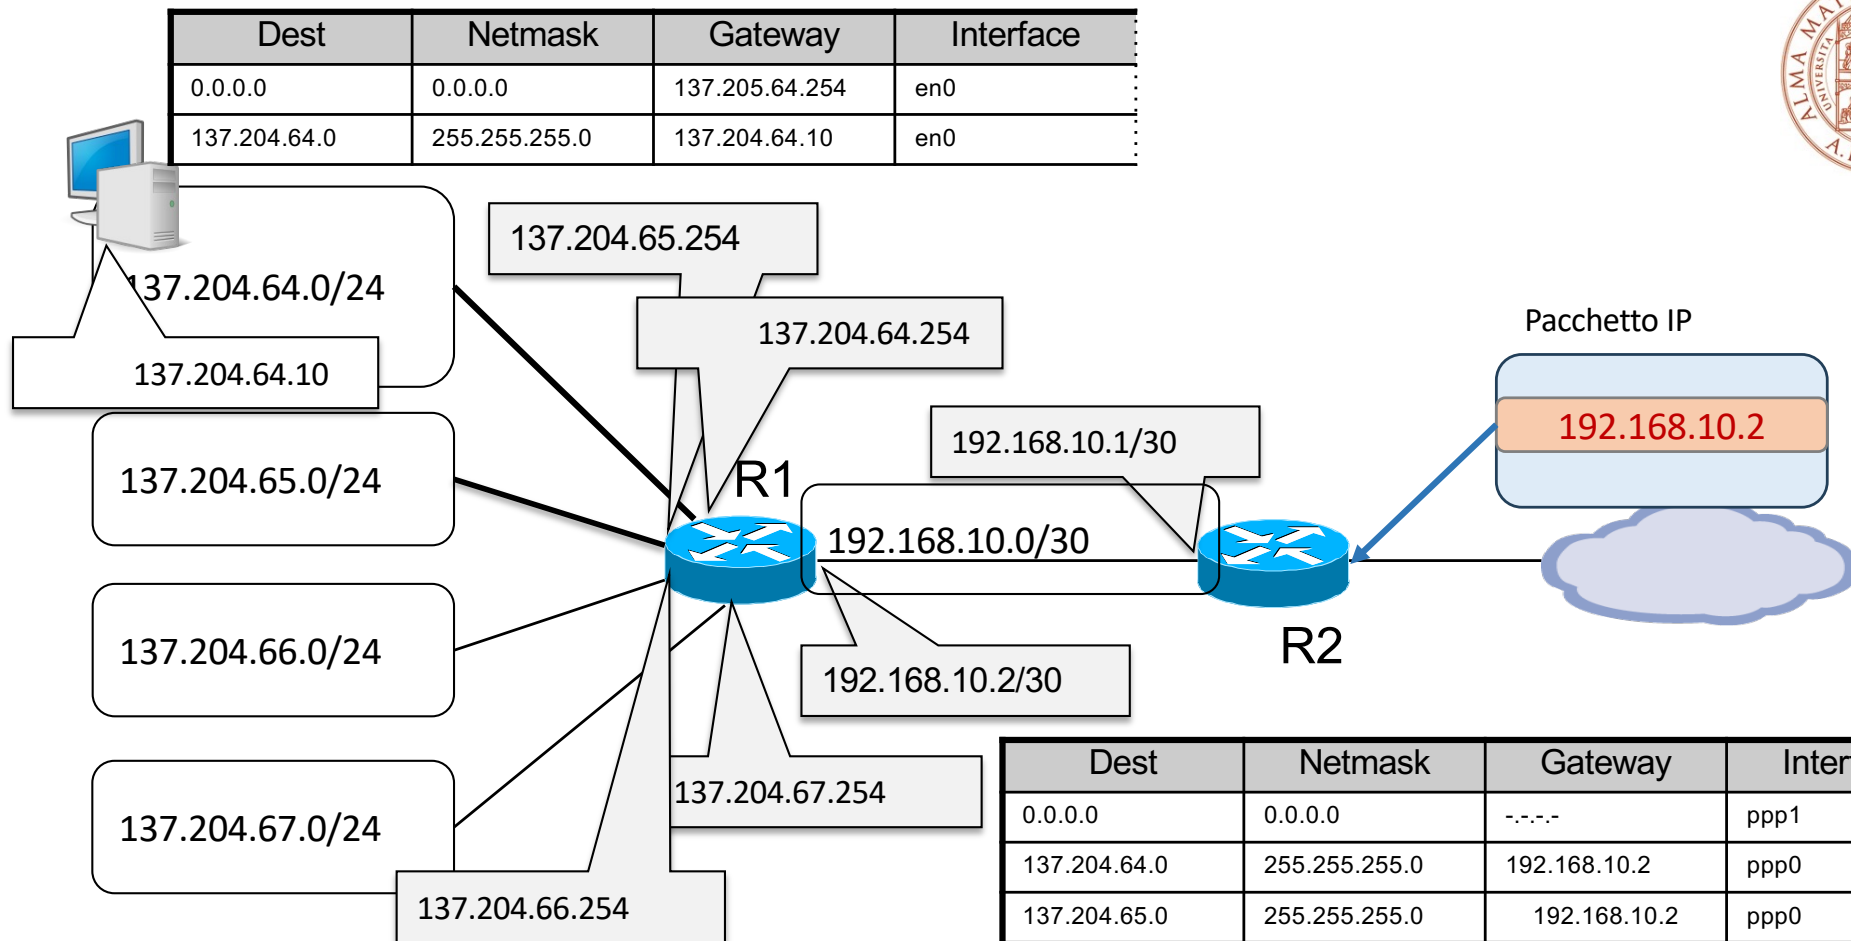 Dest Netmask Gateway Interface
0.0.0.0 0.0.0.0 137.205.64.254 en0
137.204.64.0 255.255.255.0 137.204.64.10 en0
ALMA MAT
UNIVERSITA
A.
137.204.65.254
137.204.64.0/24
137.204.64.254
Pacchetto IP
137.204.64.10
192.168.10.2
192.168.10.1/30
137.204.65.0/24
R1
192.168.10.0/30
R2
137.204.66.0/24
192.168.10.2/30
137.204.67.254
137.204.67.0/24
137.204.66.254
Dest Netmask Gateway Inter
0.0.0.0 0.0.0.0 -.-.-.- ppp1
137.204.64.0 255.255.255.0 192.168.10.2 ppp0
137.204.65.0 255.255.255.0 192.168.10.2 ppp0